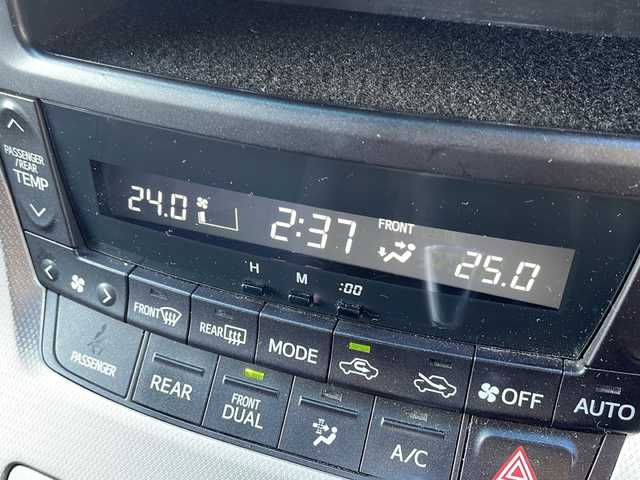 PASSENGER
/REAR
TEMP
24.0
2:37
FRONT
25.0
H
M
:00
FRONT
REAR
MODE
OFF
AUTO
PASSENGER
REAR
FRONT
DUAL
A/C